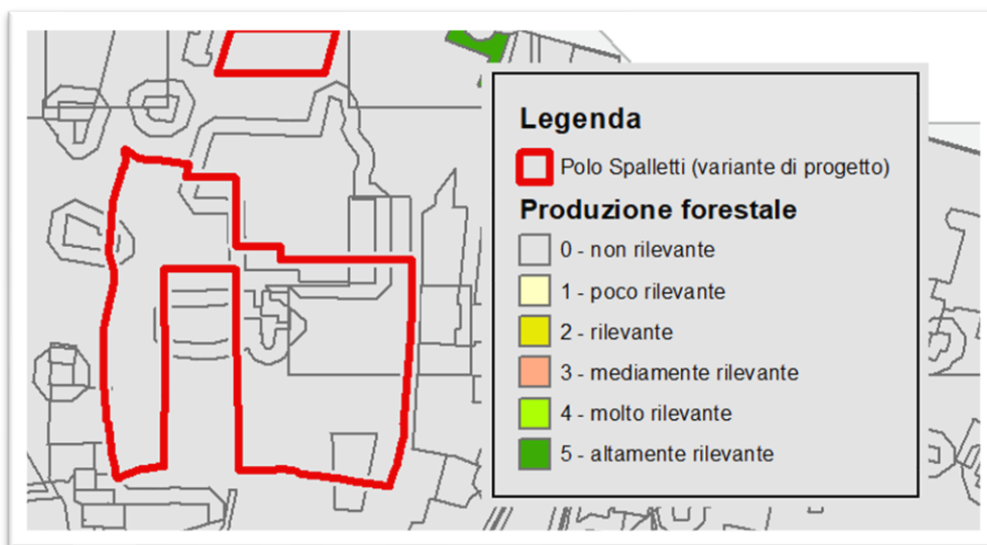 Legenda
Polo Spalletti (variante di progetto)
Produzione forestale
0 - non rilevante
1 - poco rilevante
2 - rilevante
3 - mediamente rilevante
4 - molto rilevante
5 - altamente rilevante